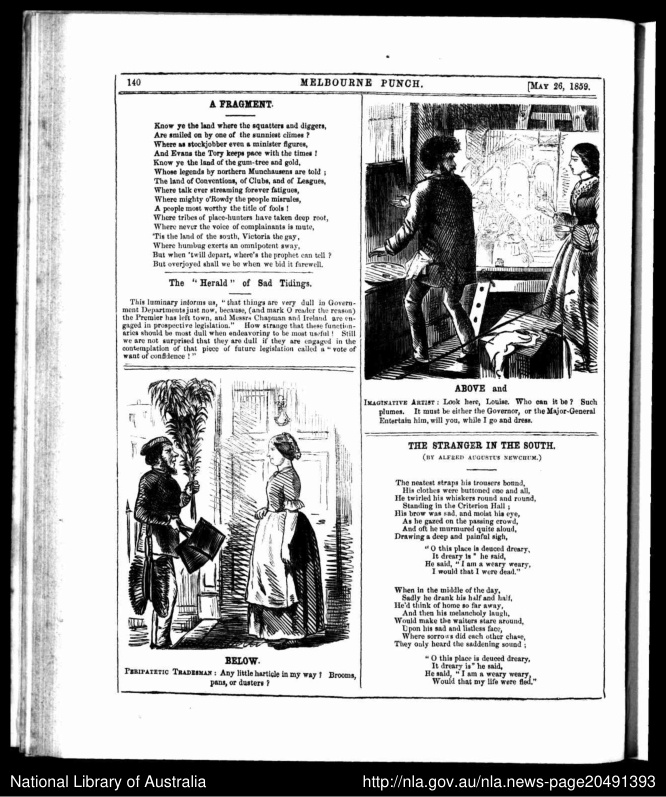 140
MELBOURNE PUNCH.
[MAY 26, 1859.
A FRAGMENT.
Know ye the land where the squatters and diggers,
Are smiled on by one of the sunniest climes?
Where as stockjobber even a minister figures,
And Evans the Tory keeps pace with the times!
Know ye the land of the gum-tree and gold,
Whose legends by northern Munchausens are told;
The land of Conventions, of Clubs, and of Leagues,
Where talk ever streaming forever fatigues,
Where mighty o'Rowdy the people misrules,
A people most worthy the title of fools!
Where tribes of place-hunters have taken deep root,
Where never the voice of complainants is mute,
'Tis the land of the south, Victoria the gay,
Where humbug exerts an omnipotent sway,
But when 'twill depart, where's the prophet can tell?
But overjoyed shall we be when we bid it farewell.
The "Herald" of Sad Tidings.
This luminary informs us, "that things are very dull in Govern-
ment Departments just now, because, (and mark O reader the reason)
the Premier has left town, and Messrs Chapman and Ireland are en-
gaged in prospective legislation." How strange that these function-
aries should be most dull when endeavoring to be most useful! Still
we are not surprised that they are dull if they are engaged in the
contemplation of that piece of future legislation called a "vote of
want of confidence!"
BELOW.
PERIPATETIC TRADESMAN: Any little harticle in my way? Brooms,
pans, or dusters?
ABOVE and
IMAGINATIVE ARTIST: Look here, Louise. Who can it be? Such
plumes. It must be either the Governor, or the Major-General
Entertain him, will you, while I go and dress.
THE STRANGER IN THE SOUTH.
(BY ALFRED AUGUSTUS NEWCHUM.)
The neatest straps his trousers bound,
His clothes were buttoned one and all,
He twirled his whiskers round and round,
Standing in the Criterion Hall;
His brow was sad, and moist his eye,
As he gazed on the passing crowd,
And oft he murmured quite aloud,
Drawing a deep and painful sigh,
"O this place is deuced dreary,
It dreary is" he said,
He said, "I am a weary weary,
I would that I were dead."
When in the middle of the day,
Sadly he drank his half and half,
He'd think of home so far away,
And then his melancholy laugh,
Would make the waiters stare around,
Upon his sad and listless face,
Where sorrows did each other chase,
They only heard the saddening sound;
"O this place is deuced dreary,
It dreary is" he said,
He said, "I am a weary weary,
Would that my life were fled."
National Library of Australia
http://nla.gov.au/nla.news-page20491393